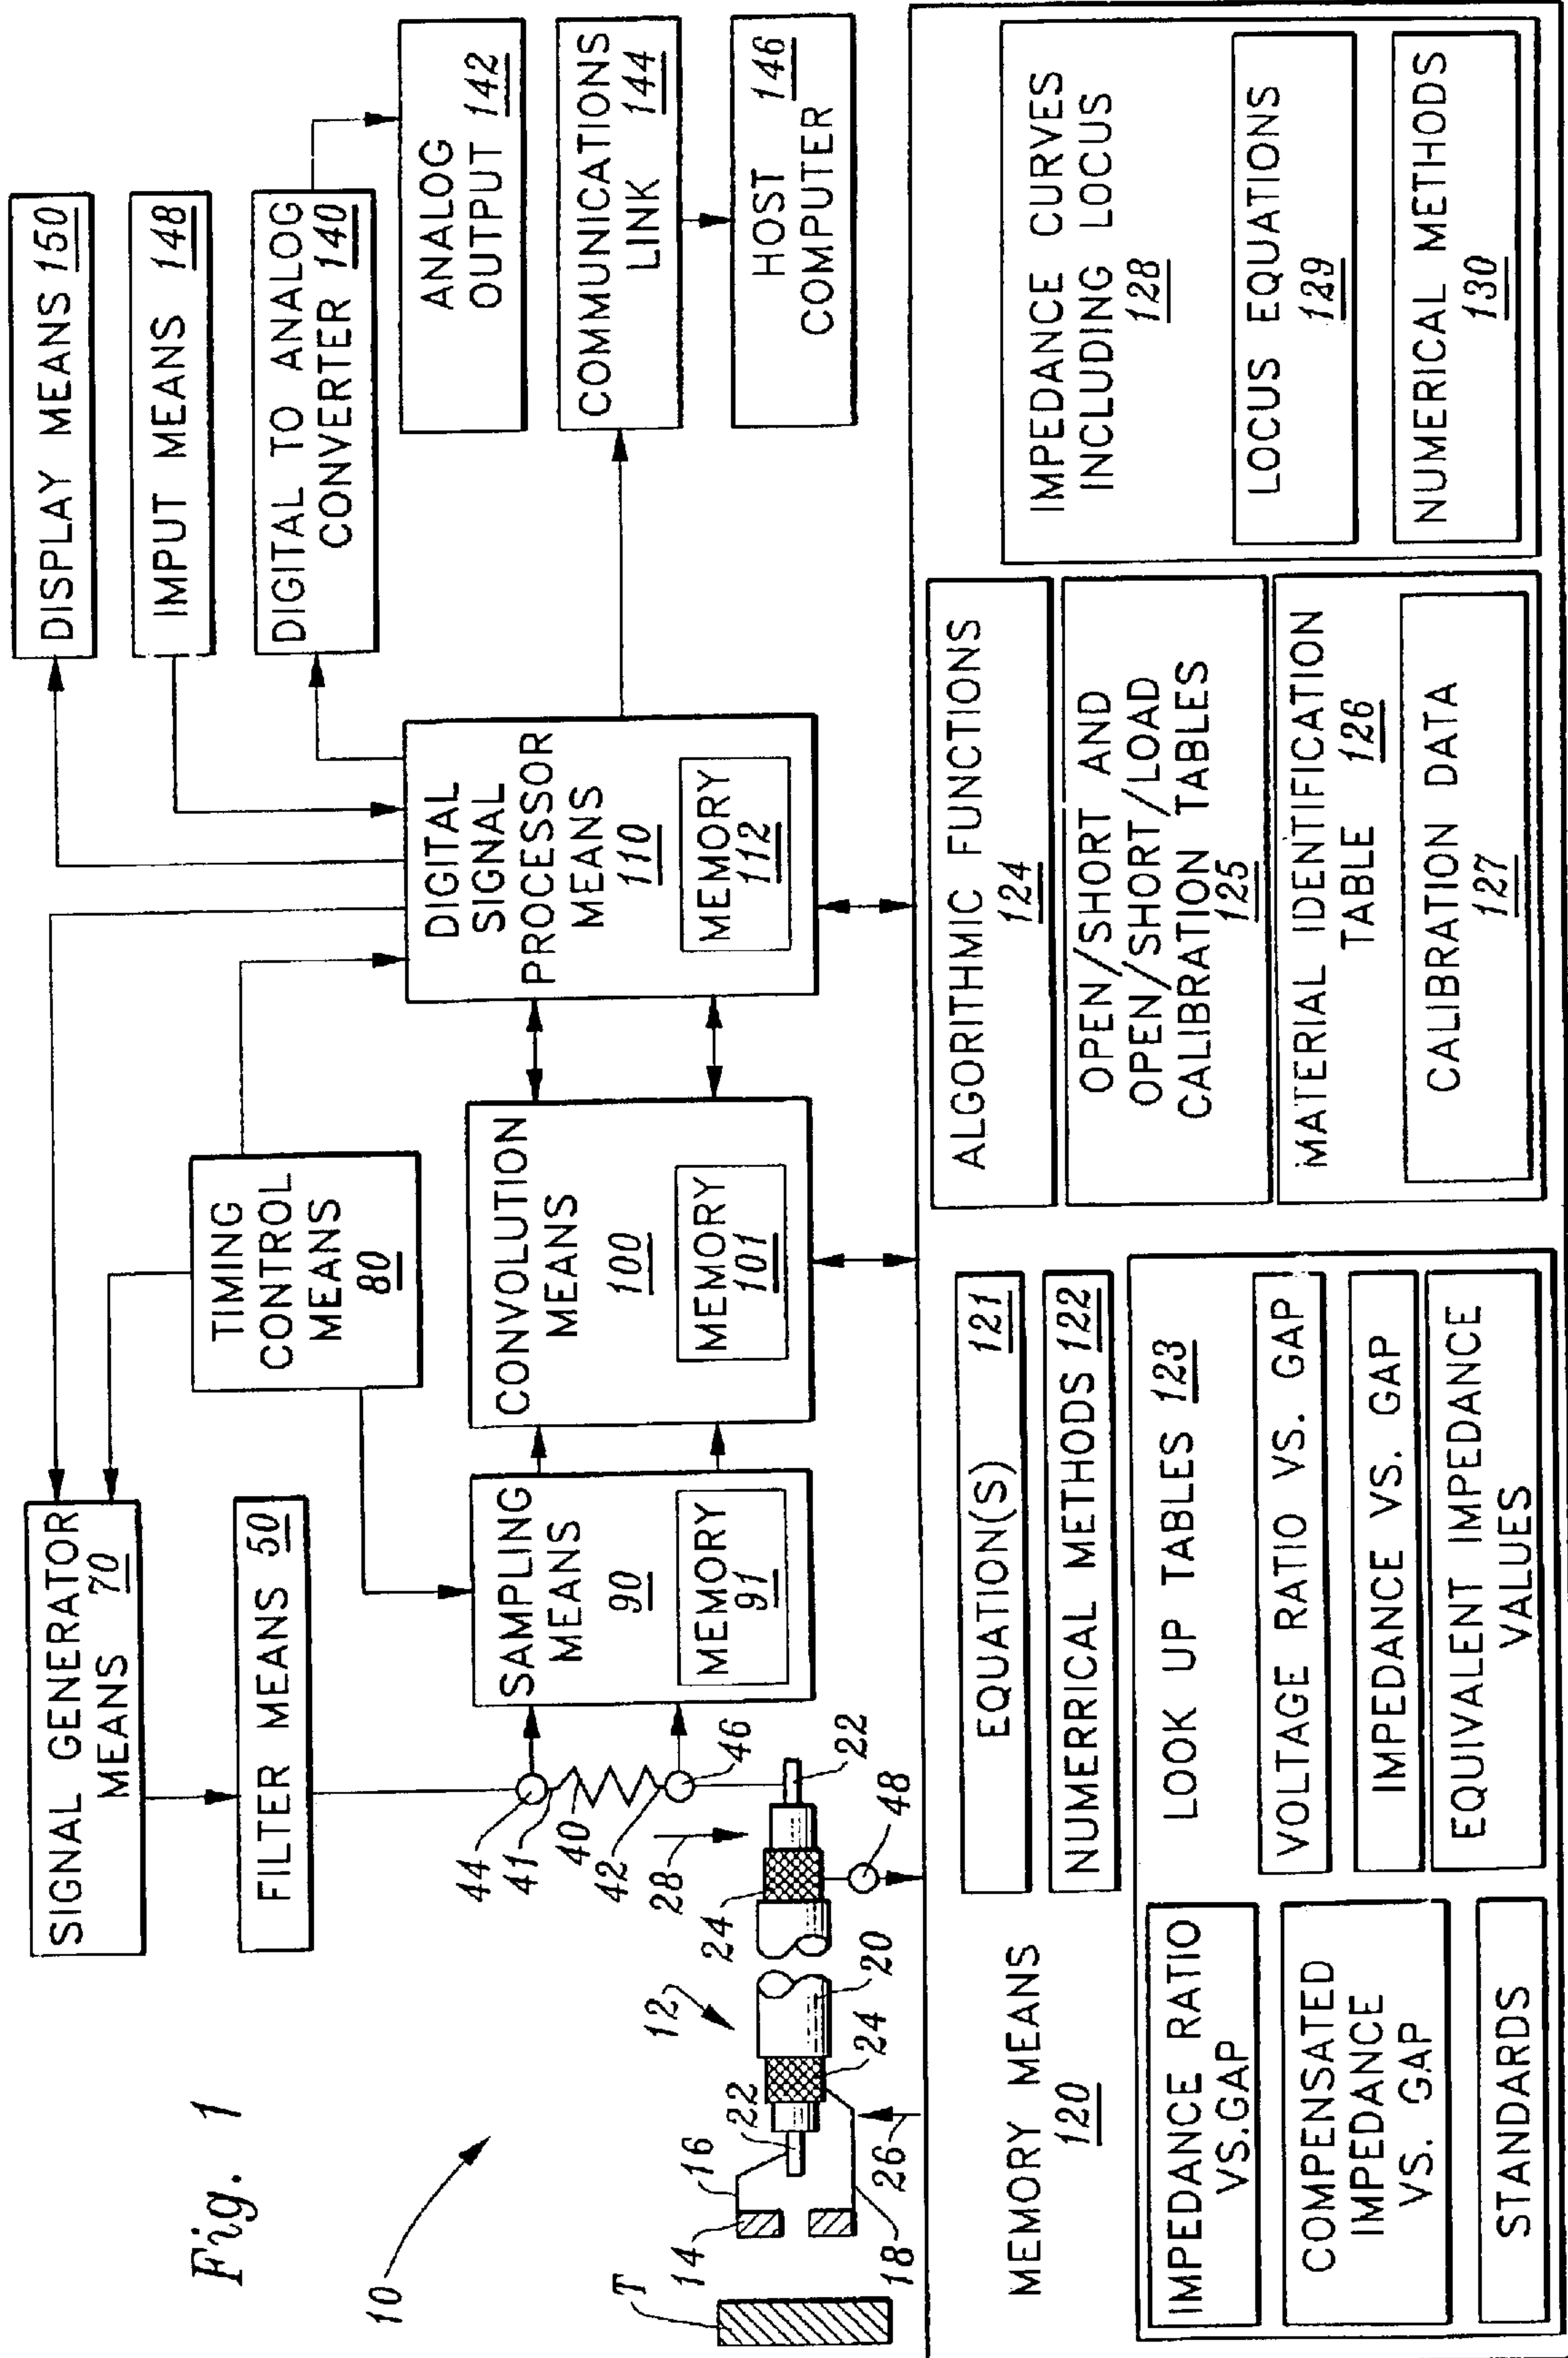 Fig. 1
10
DISPLAY MEANS 150
IMPUT MEANS 148
DIGITAL TO ANALOG
CONVERTER 140
ANALOG
OUTPUT 142
COMMUNICATIONS
LINK 144
HOST 146
COMPUTER
SIGNAL GENERATOR
MEANS 70
FILTER MEANS 50
TIMING
CONTROL
MEANS
80
SAMPLING
MEANS
90
MEMORY
91
CONVOLUTION
MEANS
100
MEMORY
101
DIGITAL
SIGNAL
PROCESSOR
MEANS
110
MEMORY
112
44
41
40
42
46
28
22
24
48
12
20
24
22
16
14
18
26
T
MEMORY MEANS
120
EQUATION(S) 121
NUMERRICAL METHODS 122
LOOK UP TABLES 123
IMPEDANCE RATIO
VS.GAP
VOLTAGE RATIO VS. GAP
COMPENSATED
IMPEDANCE
VS. GAP
IMPEDANCE VS. GAP
STANDARDS
EQUIVALENT IMPEDANCE
VALUES
ALGORITHMIC FUNCTIONS
124
OPEN/SHORT AND
OPEN/SHORT/LOAD
CALIBRATION TABLES
125
MATERIAL IDENTIFICATION
TABLE 126
CALIBRATION DATA
127
IMPEDANCE CURVES
INCLUDING LOCUS
128
LOCUS EQUATIONS
129
NUMERICAL METHODS
130